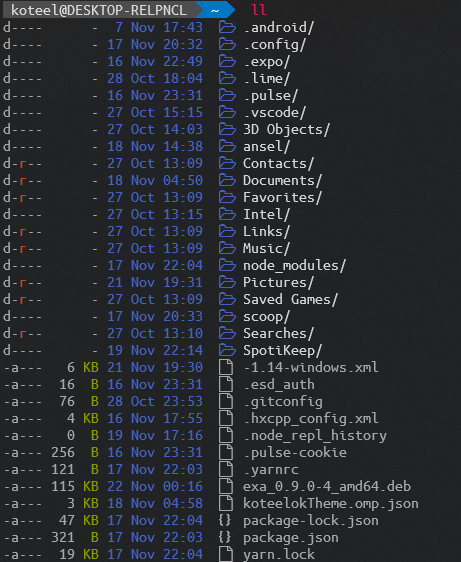 koteel@DESKTOP-RELPNCL ~ ll
d---- - 7 Nov 17:43 .android/
d---- - 17 Nov 20:32 .config/
d---- - 16 Nov 22:49 .expo/
d---- - 28 Oct 18:04 .lime/
d---- - 16 Nov 23:31 .pulse/
d---- - 27 Oct 15:15 .vscode/
d---- - 27 Oct 14:03 3D Objects/
d---- - 18 Nov 14:38 ansel/
d-r-- - 27 Oct 13:09 Contacts/
d-r-- - 18 Nov 04:50 Documents/
d-r-- - 27 Oct 13:09 Favorites/
d---- - 27 Oct 13:15 Intel/
d-r-- - 27 Oct 13:09 Links/
d-r-- - 27 Oct 13:09 Music/
d---- - 17 Nov 22:04 node_modules/
d-r-- - 21 Nov 19:31 Pictures/
d-r-- - 27 Oct 13:09 Saved Games/
d---- - 17 Nov 20:33 scoop/
d-r-- - 27 Oct 13:10 Searches/
d---- - 19 Nov 22:14 SpotiKeep/
-a--- 6 KB 21 Nov 19:30 -1.14-windows.xml
-a--- 16 B 16 Nov 23:31 .esd_auth
-a--- 76 B 28 Oct 23:53 .gitconfig
-a--- 4 KB 16 Nov 17:55 .hxcpp_config.xml
-a--- 0 B 19 Nov 17:16 .node_repl_history
-a--- 256 B 16 Nov 23:31 .pulse-cookie
-a--- 121 B 17 Nov 22:03 .yarnrc
-a--- 115 KB 22 Nov 00:16 exa_0.9.0-4_amd64.deb
-a--- 3 KB 18 Nov 04:58 koteelokTheme.omp.json
-a--- 47 KB 17 Nov 22:04 {} package-lock.json
-a--- 321 B 17 Nov 22:03 {} package.json
-a--- 19 KB 17 Nov 22:04 yarn.lock